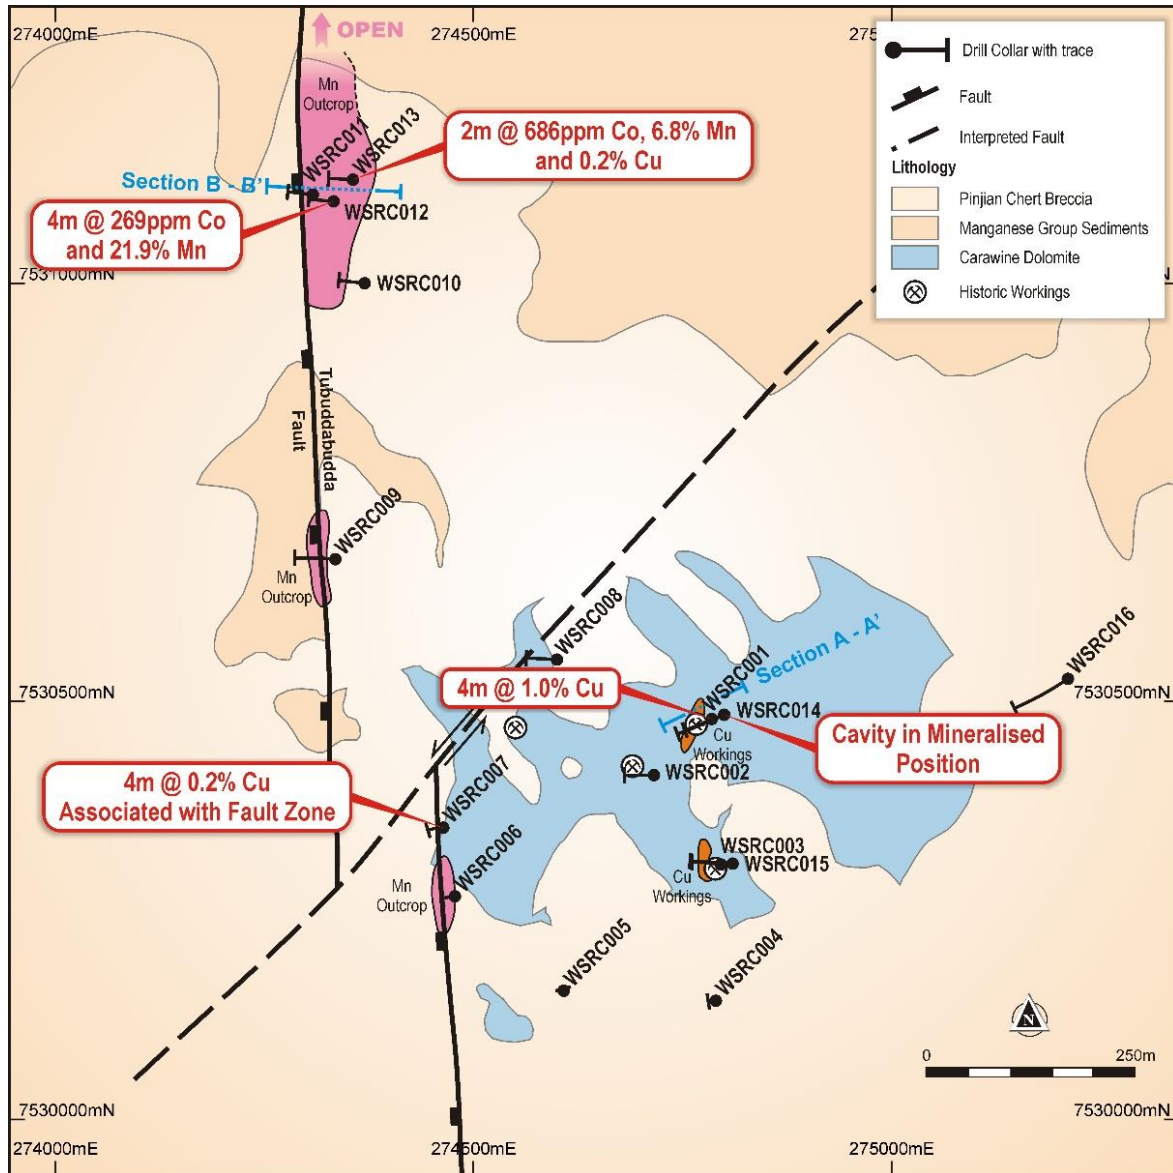 274000mE
274500mE
275
OPEN
Mn
Outcrop
WSRC011
WSRC013
2m @ 686ppm Co, 6.8% Mn
and 0.2% Cu
Section B - B'
4m @ 269ppm Co
and 21.9% Mn
WSRC012
7531000mN
WSRC010
N
Drill Collar with trace
Fault
Interpreted Fault
Lithology
Pinjian Chert Breccia
Manganese Group Sediments
Carawine Dolomite
Historic Workings
Tubuddabudda
Fault
WSRC009
Mn
Outcrop
WSRC008
WSRC016
Section A - A'
WSRC001
4m @ 1.0% Cu
7530500mN
7530500mN
WSRC014
Cu
Workings
Cavity in Mineralised
Position
WSRC002
4m @ 0.2% Cu
Associated with Fault Zone
WSRC007
WSRC006
Mn
Outcrop
WSRC003
WSRC015
Cu
Workings
WSRC005
WSRC004
N
0
250m
7530000mN
7530000mN
274000mE
274500mE
275000mE